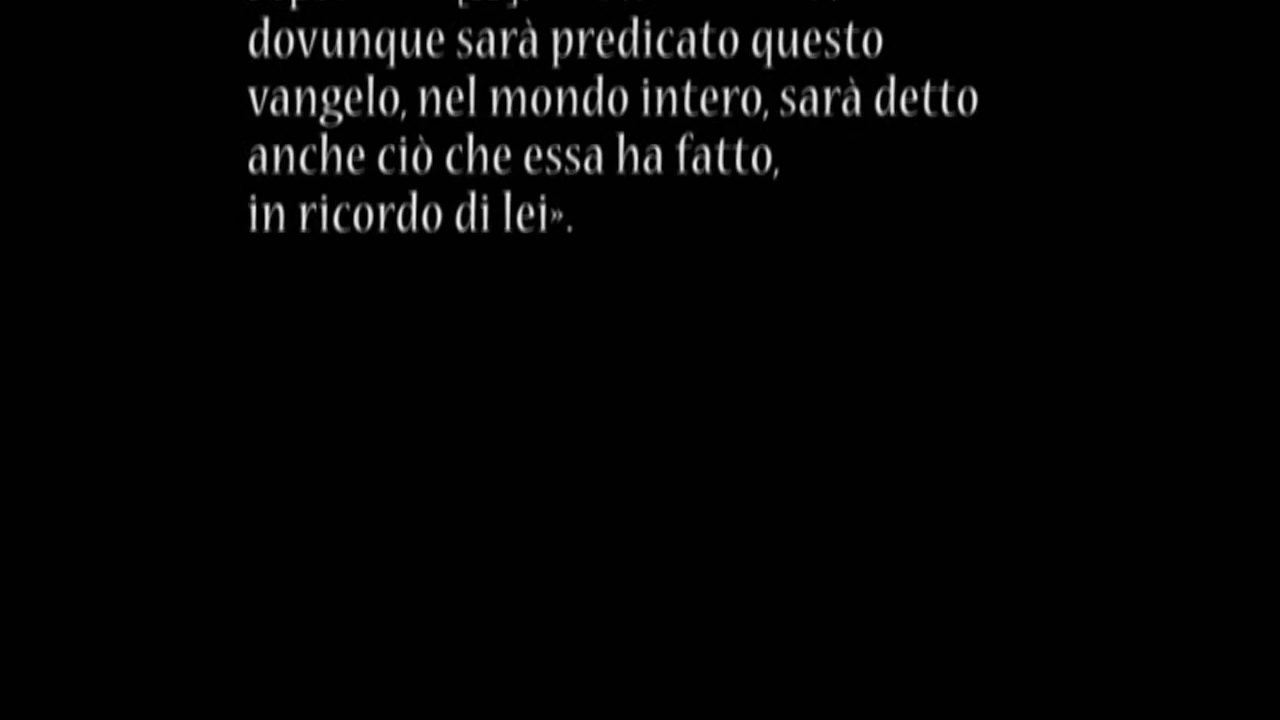 dovunque sarà predicato questo
vangelo, nel mondo intero, sarà detto
anche ciò che essa ha fatto,
in ricordo di lei».